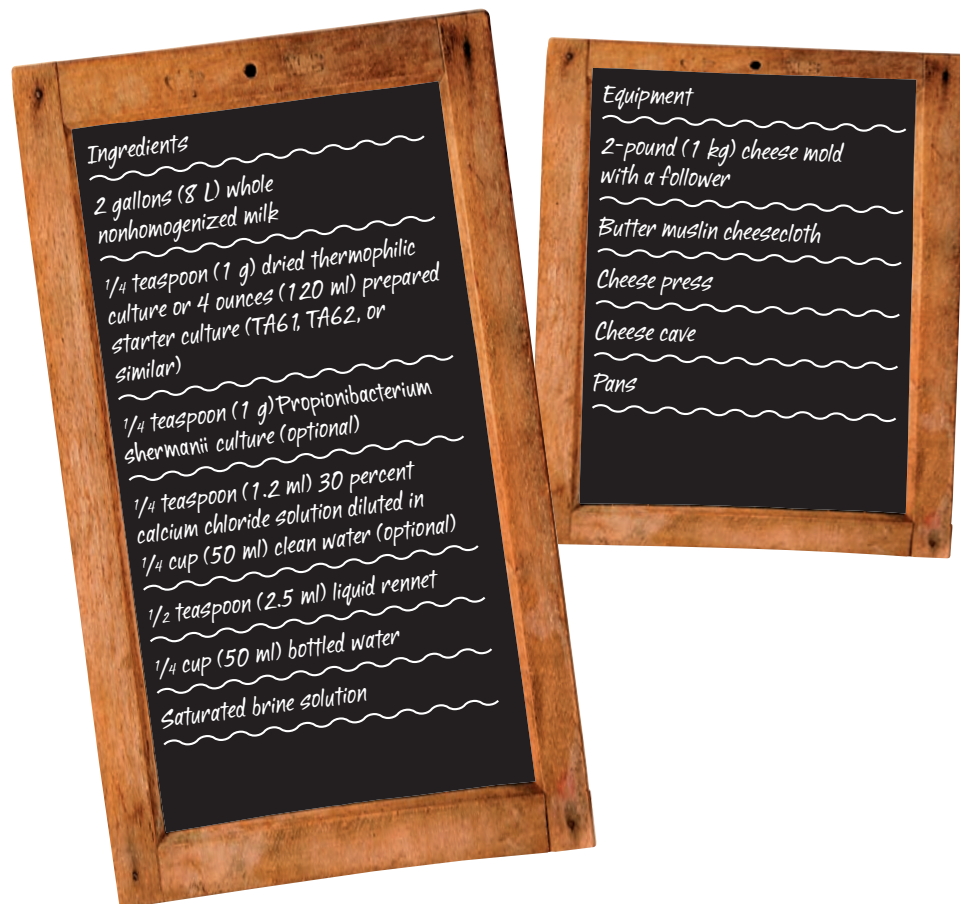 Ingredients
2 gallons (8 L) whole
nonhomogenized milk
1/4 teaspoon (1 g) dried thermophilic
culture or 4 ounces (120 ml) prepared
starter culture (TA61, TA62, or
similar)
1/4 teaspoon (1 g) Propionibacterium
shermanii culture (optional)
1/4 teaspoon (1.2 ml) 30 percent
calcium chloride solution diluted in
1/4 cup (50 ml) clean water (optional)
1/2 teaspoon (2.5 ml) liquid rennet
1/4 cup (50 ml) bottled water
Saturated brine solution
Equipment
2-pound (1 kg) cheese mold
with a follower
Butter muslin cheesecloth
Cheese press
Cheese cave
Pans